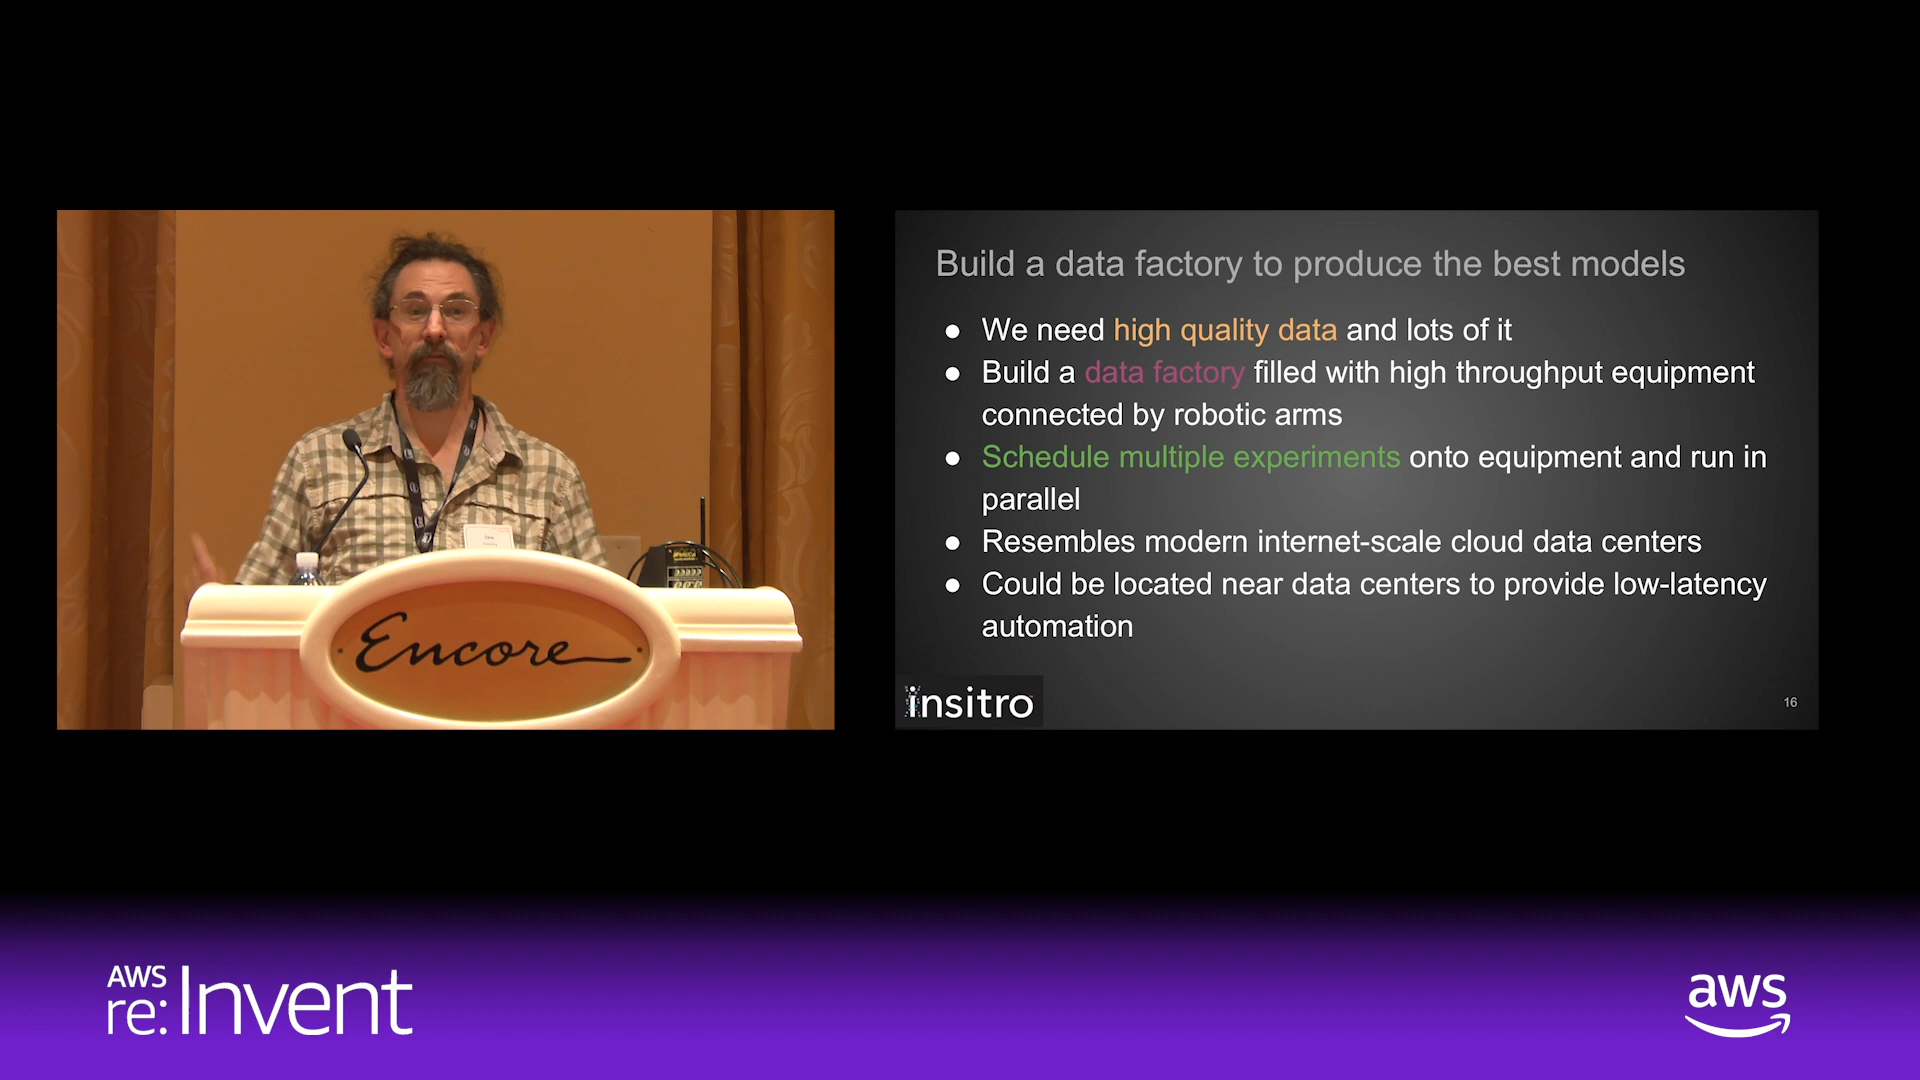 Encore
Build a data factory to produce the best models
● We need high quality data and lots of it
● Build a data factory filled with high throughput equipment
connected by robotic arms
● Schedule multiple experiments onto equipment and run in
parallel
● Resembles modern internet-scale cloud data centers
● Could be located near data centers to provide low-latency
automation
insitro
16
AWS
re:Invent
aws